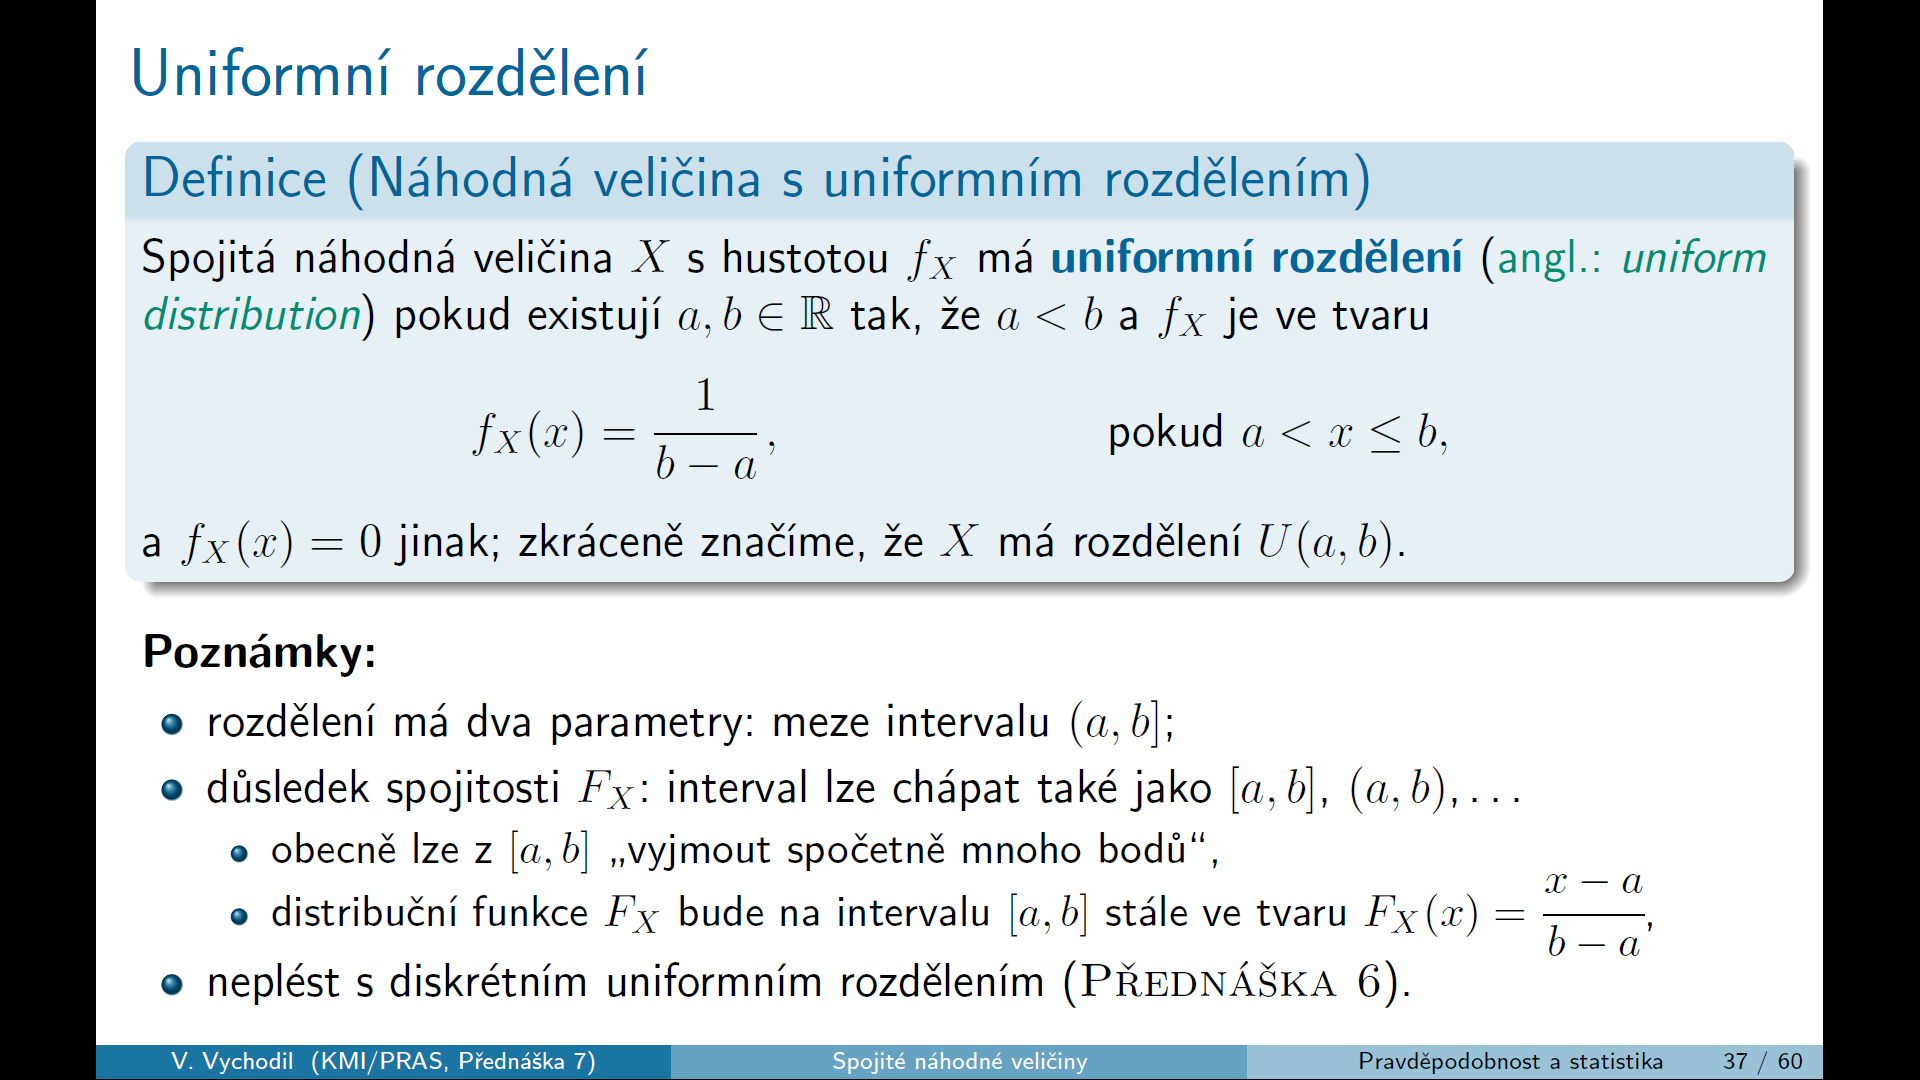 Uniformní rozdělení
Definice (Náhodná veličina s uniformním rozdělením)
Spojitá náhodná veličina X s hustotou f_X má uniformní rozdělení (angl.: uniform
distribution) pokud existují a, b ∈ ℝ tak, že a < b a f_X je ve tvaru
f_X(x) = \frac{1}{b − a}, pokud a < x ≤ b,
a f_X(x) = 0 jinak; zkráceně značíme, že X má rozdělení U(a, b).
Poznámky:
rozdělení má dva parametry: meze intervalu (a, b];
důsledek spojitosti F_X: interval lze chápat také jako [a, b], (a, b), . . .
obecně lze z [a, b] „vyjmout spočetně mnoho bodů“,
distribuční funkce F_X bude na intervalu [a, b] stále ve tvaru F_X(x) = \frac{x − a}{b − a},
neplést s diskrétním uniformním rozdělením (PŘEDNÁŠKA 6).
V. Vychodil (KMI/PRAS, Přednáška 7) Spojité náhodné veličiny Pravděpodobnost a statistika 37 / 60